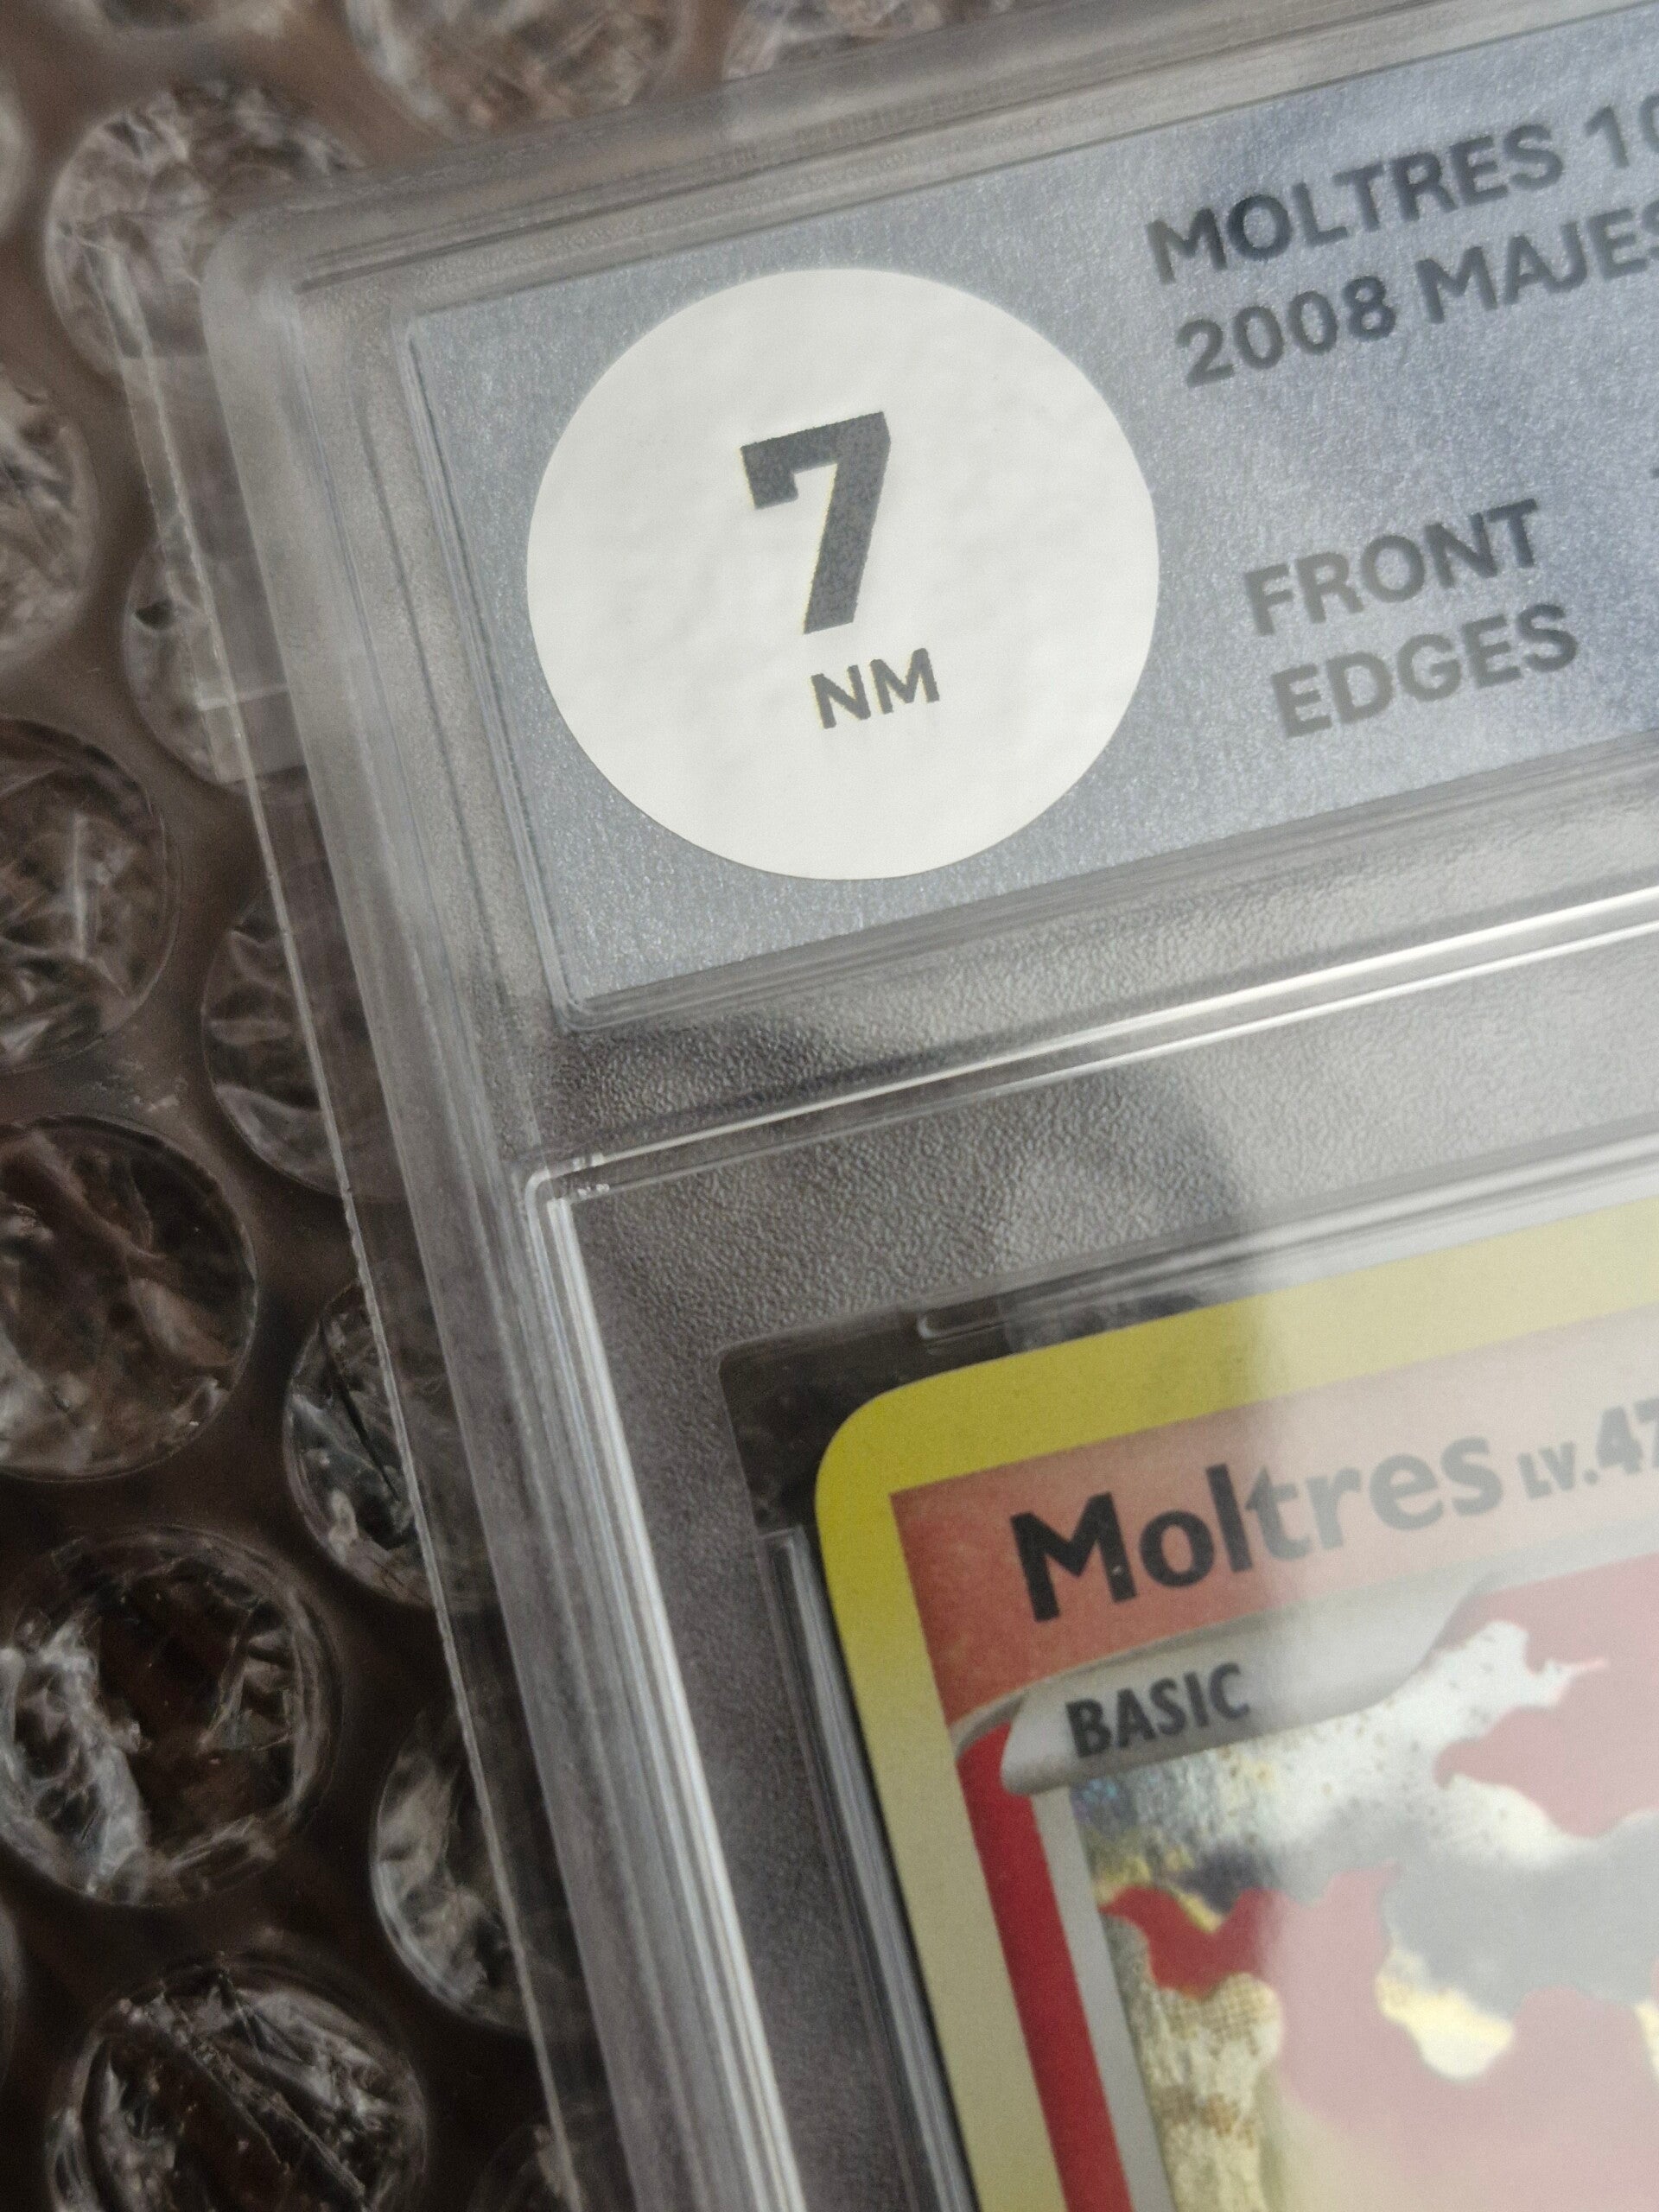 MOLTRES 10
2008 MAJES
7
NM
FRONT
EDGES
Moltres LV.47
BASIC